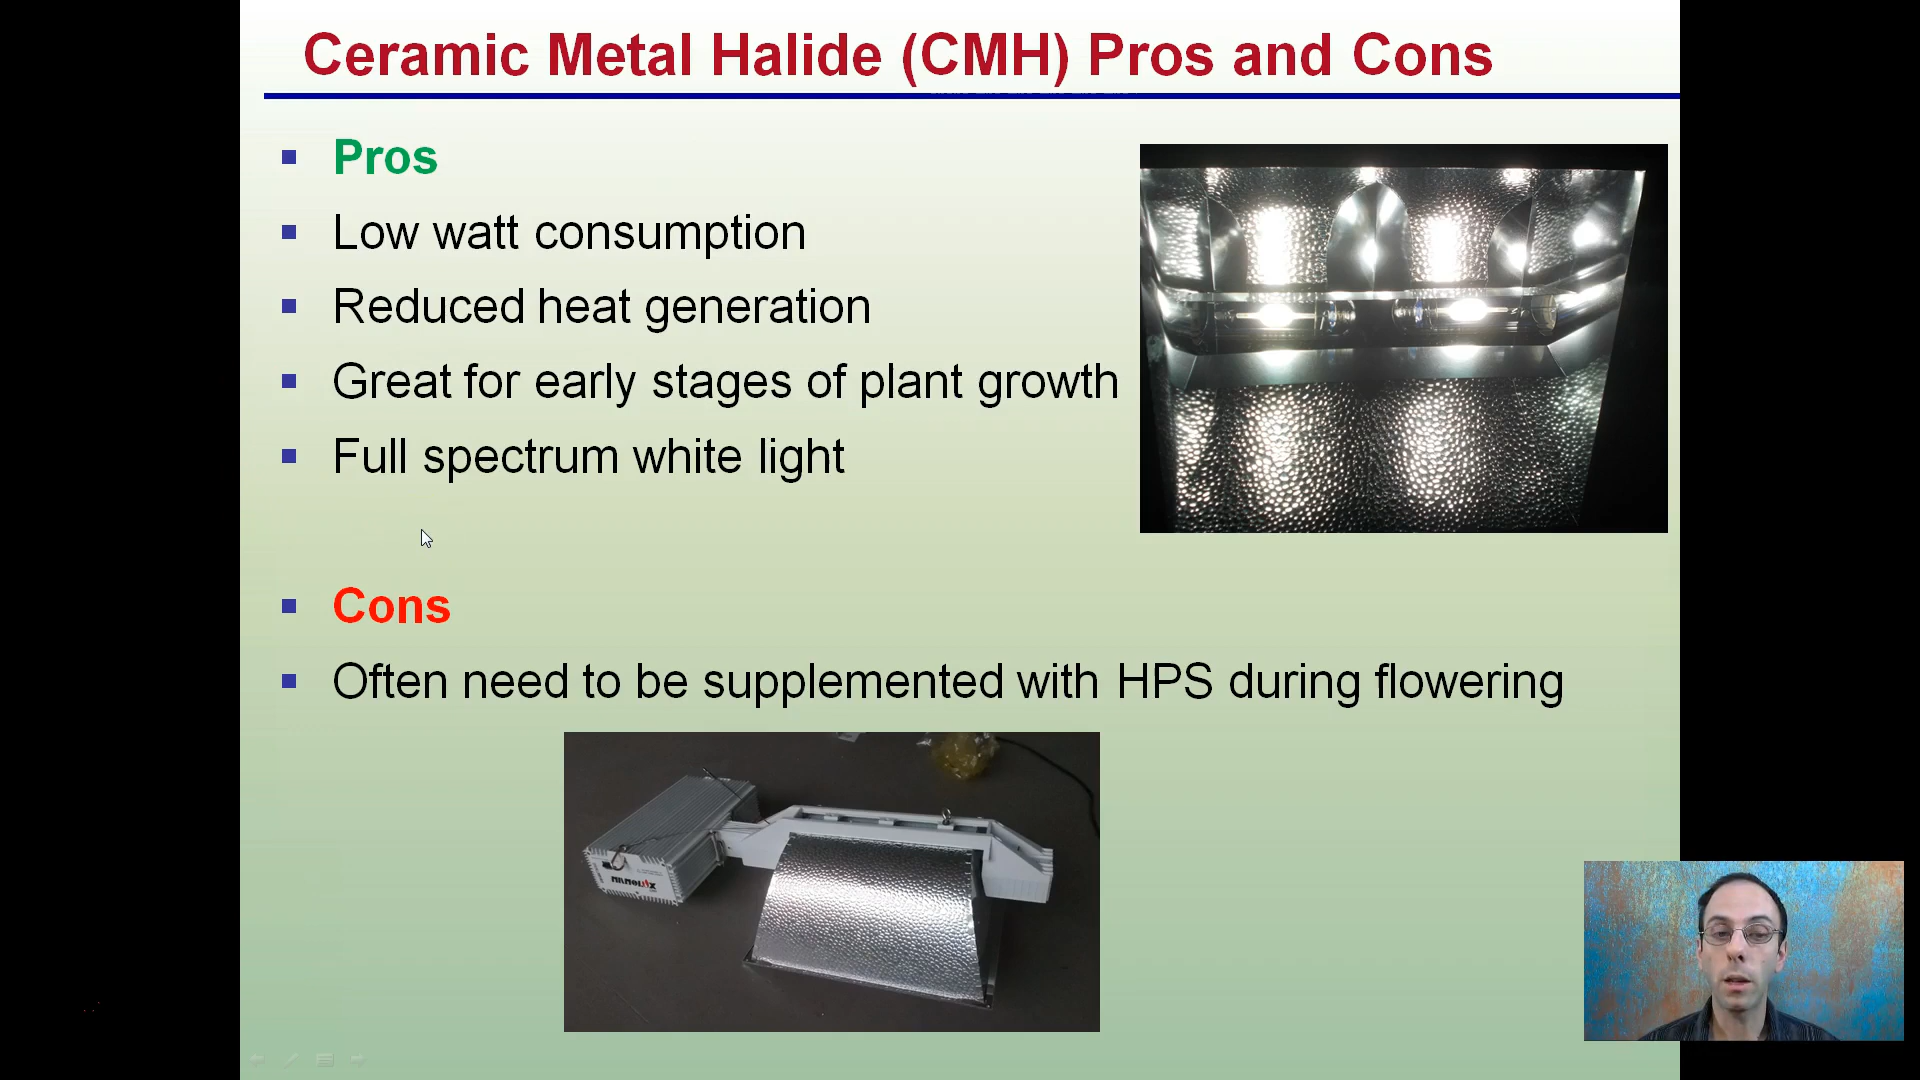 Ceramic Metal Halide (CMH) Pros and Cons
Pros
Low watt consumption
Reduced heat generation
Great for early stages of plant growth
Full spectrum white light
Cons
Often need to be supplemented with HPS during flowering